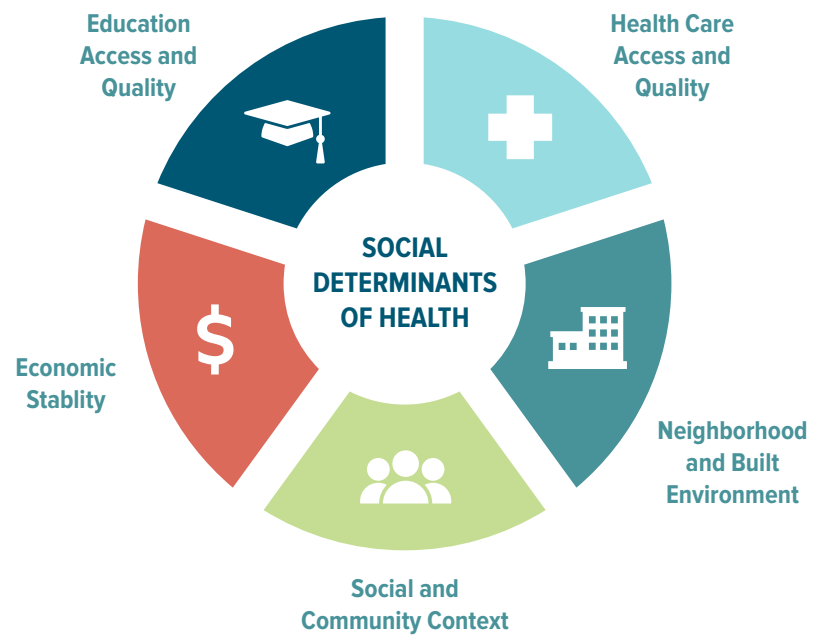 Education
Access and
Quality
Health Care
Access and
Quality
SOCIAL
DETERMINANTS
OF HEALTH
$
Economic
Stablity
Neighborhood
and Built
Environment
Social and
Community Context